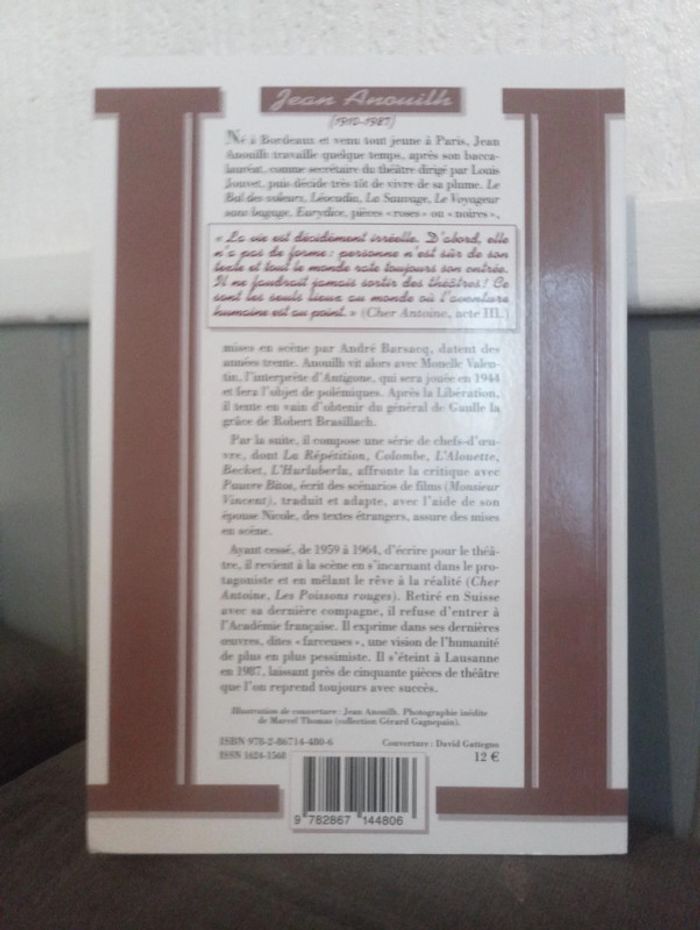 Jean Anouilh
(1910-1987)
Né à Bordeaux et venu tout jeune à Paris, Jean
Anouilh travaille quelque temps, après son bacca-
lauréat, comme secrétaire du théâtre dirigé par Louis
Jouvet, puis décide très tôt de vivre de sa plume. Le
Bal des voleurs, Léocadia, La Sauvage, Le Voyageur
sans bagage, Eurydice, pièces « roses » ou « noires »,
« La vie est décidément irréelle. D'abord, elle
n'a pas de forme : personne n'est sûr de son
texte et tout le monde rate toujours son entrée.
Il ne faudrait jamais sortir des théâtres ! Ce
sont les seuls lieux au monde où l'aventure
humaine est au point. » (Cher Antoine, acte III.)
mises en scène par André Barsacq, datent des
années trente. Anouilh vit alors avec Monelle Valen-
tin, l'interprète d'Antigone, qui sera jouée en 1944
et fera l'objet de polémiques. Après la Libération,
il tente en vain d'obtenir du général de Gaulle la
grâce de Robert Brasillach.
Par la suite, il compose une série de chefs-d'œu-
vre, dont La Répétition, Colombe, L'Alouette,
Becket, L'Hurluberlu, affronte la critique avec
Pauvre Bitos, écrit des scénarios de films (Monsieur
Vincent), traduit et adapte, avec l'aide de son
épouse Nicole, des textes étrangers, assure des mises
en scène.
Ayant cessé, de 1959 à 1964, d'écrire pour le théâ-
tre, il revient à la scène en s'incarnant dans le pro-
tagoniste et en mêlant le rêve à la réalité (Cher
Antoine, Les Poissons rouges). Retiré en Suisse
avec sa dernière compagne, il refuse d'entrer à
l'Académie française. Il exprime dans ses dernières
œuvres, dites « farceuses », une vision de l'humanité
de plus en plus pessimiste. Il s'éteint à Lausanne
en 1987, laissant près de cinquante pièces de théâtre
que l'on reprend toujours avec succès.
Illustration de couverture : Jean Anouilh. Photographie inédite
de Marcel Thomas (collection Gérard Gagnepain).
ISBN 978-2-86714-480-6 Couverture : David Gattegno
ISSN 1624-1568 12 €
9 782867 144806